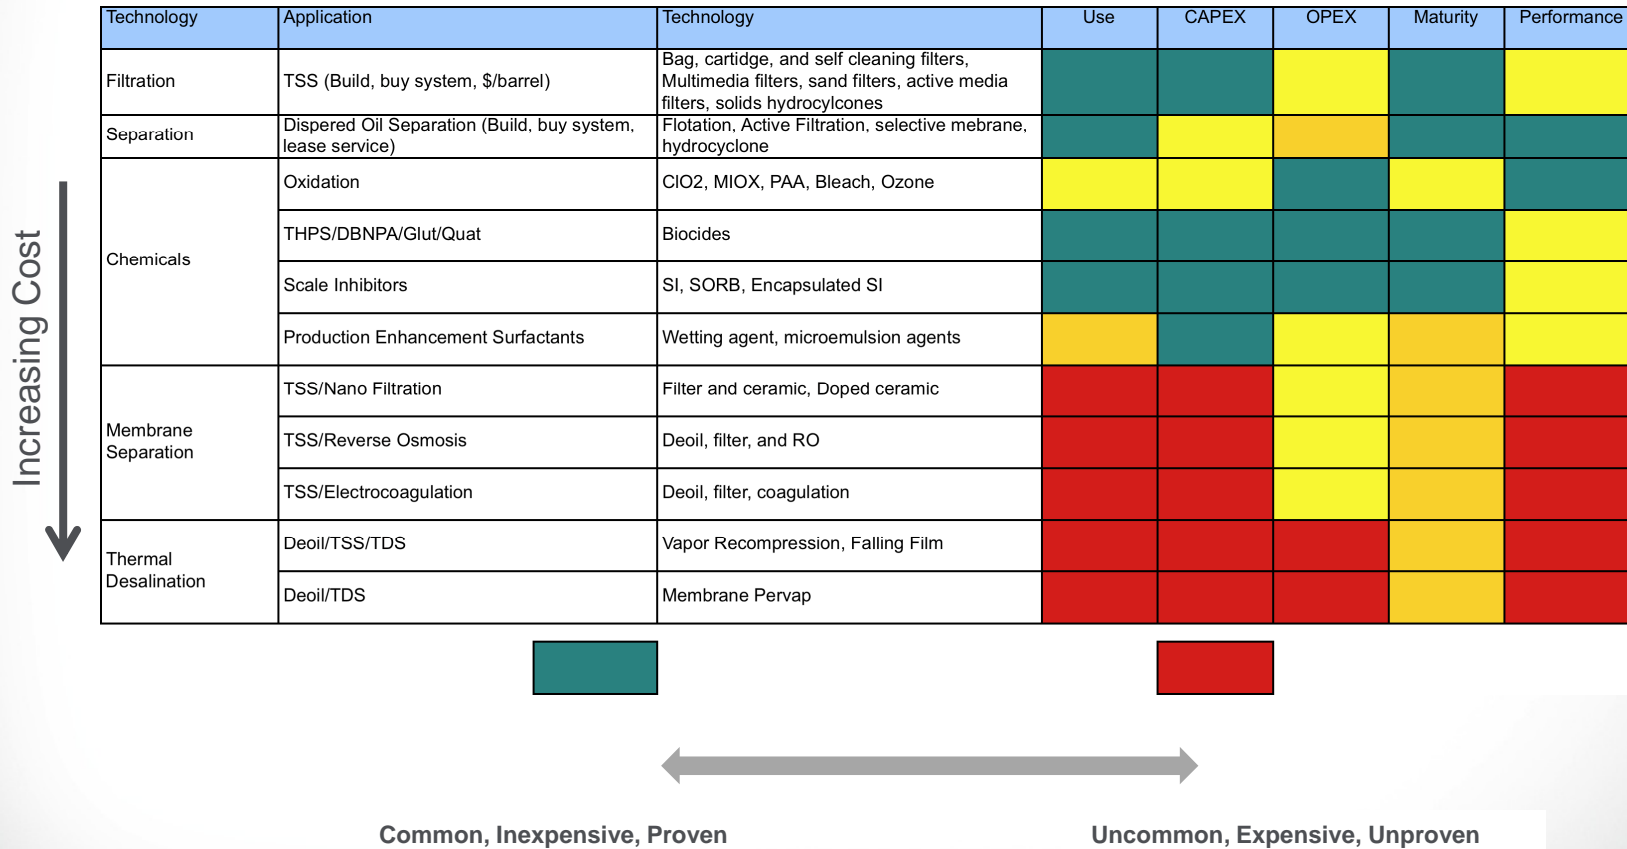 Technology Application Technology Use CAPEX OPEX Maturity Performance
Filtration
TSS (Build, buy system, $/barrel)
Bag, cartidge, and self cleaning filters,
Multimedia filters, sand filters, active media
filters, solids hydrocylcones
Separation
Dispered Oil Separation (Build, buy system,
lease service)
Flotation, Active Filtration, selective mebrane,
hydrocyclone
Chemicals
Oxidation
ClO2, MIOX, PAA, Bleach, Ozone
THPS/DBNPA/Glut/Quat
Biocides
Scale Inhibitors
SI, SORB, Encapsulated SI
Production Enhancement Surfactants
Wetting agent, microemulsion agents
Membrane
Separation
TSS/Nano Filtration
Filter and ceramic, Doped ceramic
TSS/Reverse Osmosis
Deoil, filter, and RO
TSS/Electrocoagulation
Deoil, filter, coagulation
Thermal
Desalination
Deoil/TSS/TDS
Vapor Recompression, Falling Film
Deoil/TDS
Membrane Pervap
Increasing Cost
Common, Inexpensive, Proven
Uncommon, Expensive, Unproven